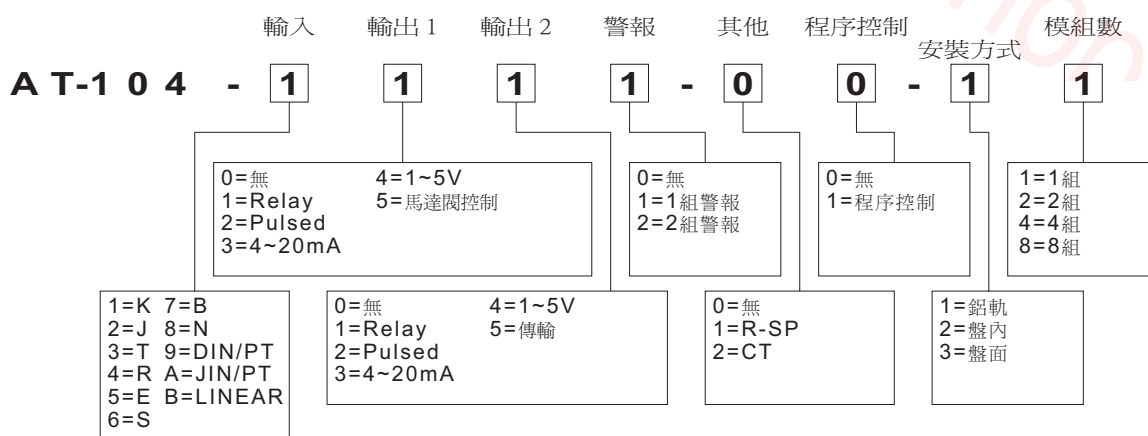 輸入 輸出1 輸出2 警報 其他 程序控制 安裝方式 模組數
AT-104 - 1 1 1 1 - 0 0 - 1 1
0=無 4=1~5V
1=Relay 5=馬達閥控制
2=Pulsed
3=4~20mA
0=無
1=1組警報
2=2組警報
0=無
1=程序控制
1=1組
2=2組
4=4組
8=8組
1=K 7=B
2=J 8=N
3=T 9=DIN/PT
4=R A=JIN/PT
5=E B=LINEAR
6=S
0=無 4=1~5V
1=Relay 5=傳輸
2=Pulsed
3=4~20mA
0=無
1=R-SP
2=CT
1=鋁軌
2=盤內
3=盤面